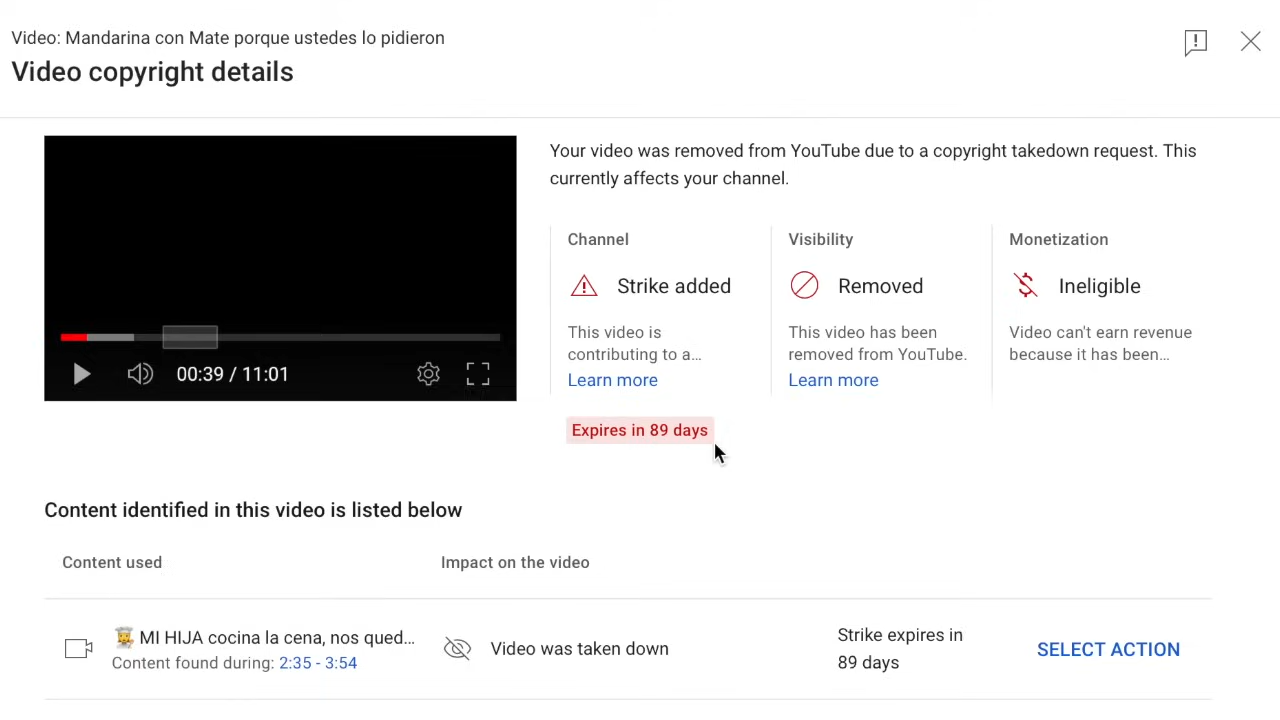 Video: Mandarina con Mate porque ustedes lo pidieron
Video copyright details
Your video was removed from YouTube due to a copyright takedown request. This
currently affects your channel.
Channel
Strike added
This video is
contributing to a...
Learn more
Expires in 89 days
Visibility
Removed
This video has been
removed from YouTube.
Learn more
Monetization
Ineligible
Video can't earn revenue
because it has been...
00:39 / 11:01
Content identified in this video is listed below
Content used
Impact on the video
MI HIJA cocina la cena, nos qued...
Content found during: 2:35 - 3:54
Video was taken down
Strike expires in
89 days
SELECT ACTION